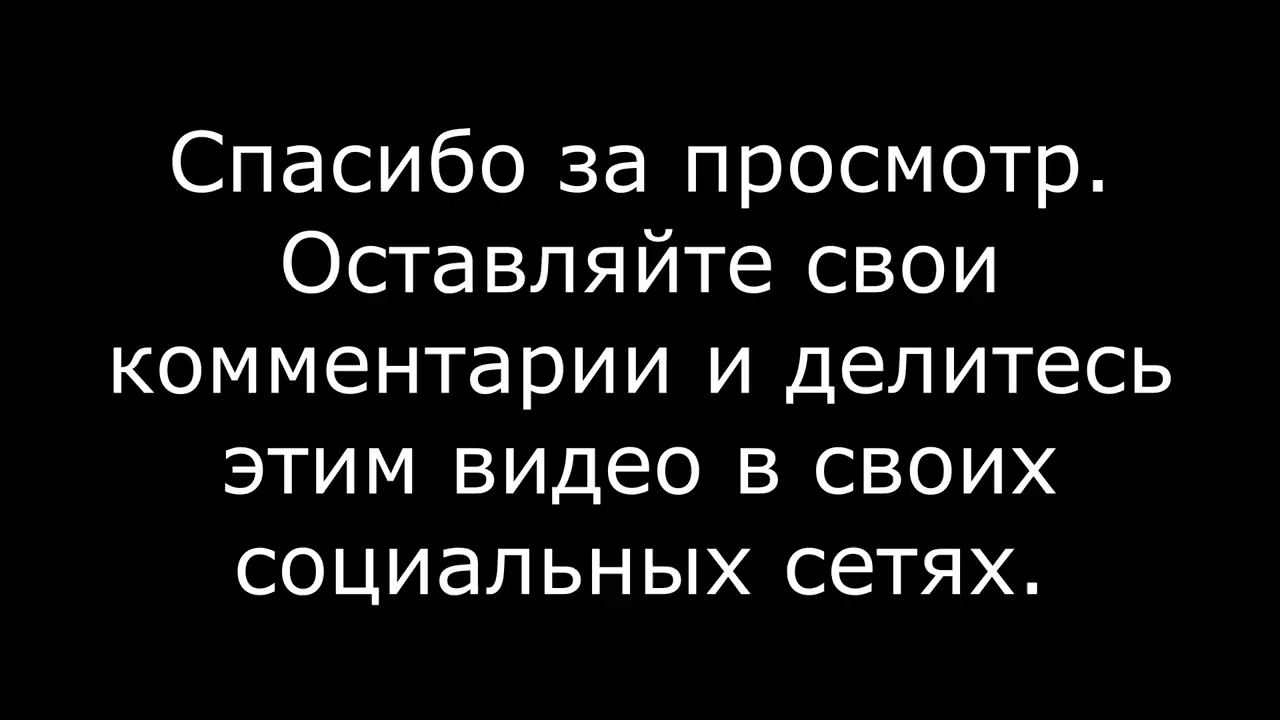 Спасибо за просмотр.
Оставляйте свои
комментарии и делитесь
этим видео в своих
социальных сетях.